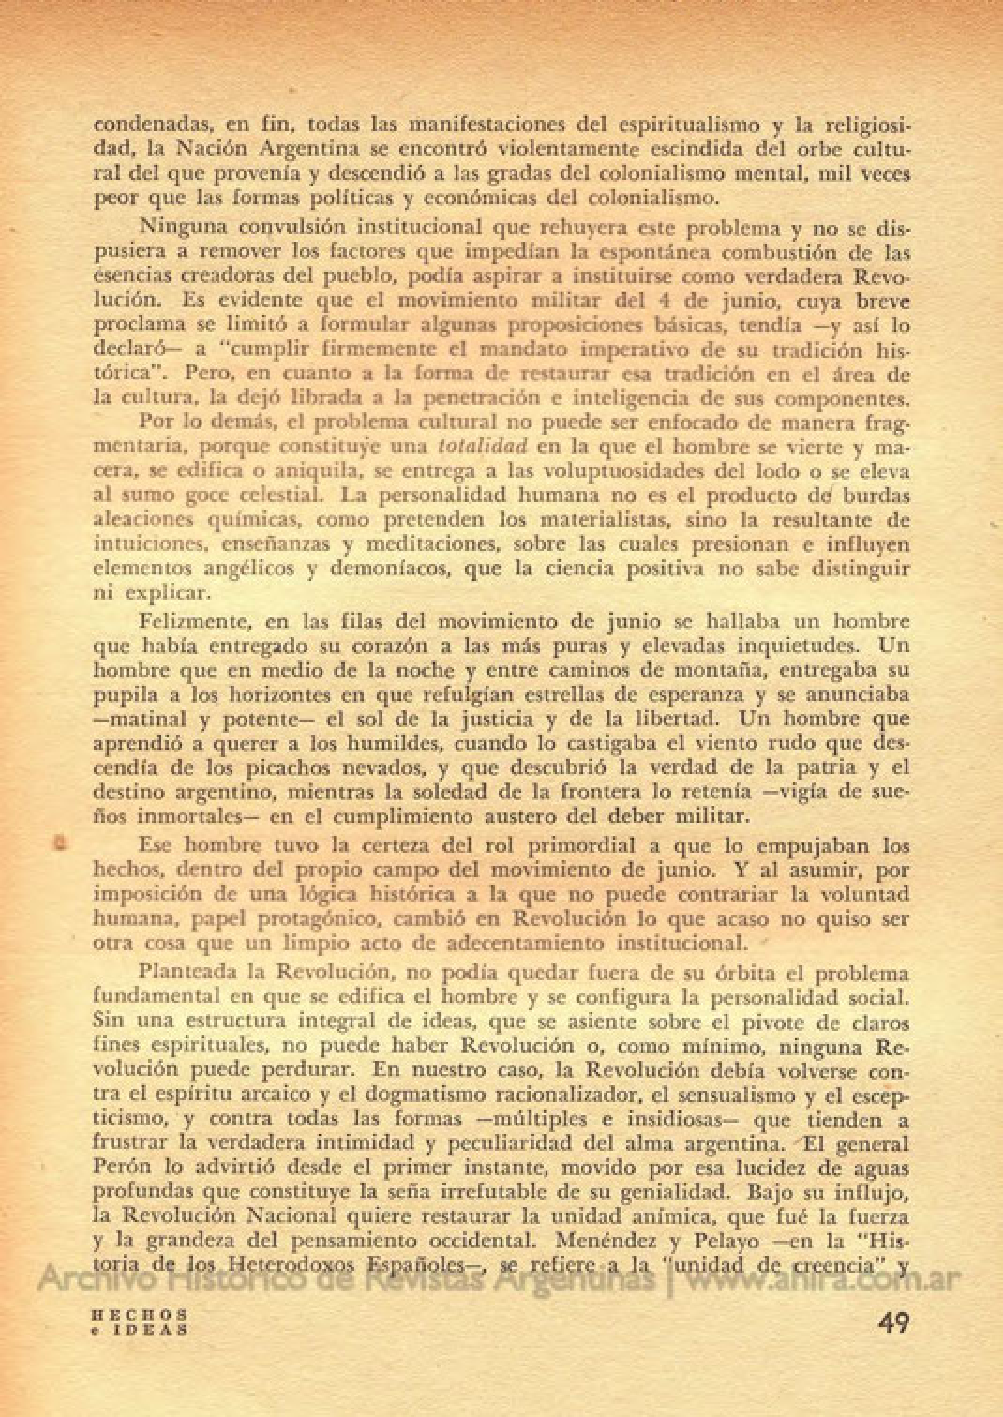 condenadas, en fin, todas las manifestaciones del espiritualismo y la religiosi-
dad, la Nación Argentina se encontró violentamente escindida del orbe cultu-
ral del que provenía y descendió a las gradas del colonialismo mental, mil veces
peor que las formas políticas y económicas del colonialismo.
Ninguna convulsión institucional que rehuyera este problema y no se dis-
pusiera a remover los factores que impedían la espontánea combustión de las
esencias creadoras del pueblo, podía aspirar a instituirse como verdadera Revo-
lución. Es evidente que el movimiento militar del 4 de junio, cuya breve
proclama se limitó a formular algunas proposiciones básicas, tendía —y así lo
declaró— a "cumplir firmemente el mandato imperativo de su tradición his-
tórica". Pero, en cuanto a la forma de restaurar esa tradición en el área de
la cultura, la dejó librada a la penetración e inteligencia de sus componentes.
Por lo demás, el problema cultural no puede ser enfocado de manera frag-
mentaria, porque constituye una totalidad en la que el hombre se vierte y ma-
cera, se edifica o aniquila, se entrega a las voluptuosidades del lodo o se eleva
al sumo goce celestial. La personalidad humana no es el producto de burdas
aleaciones químicas, como pretenden los materialistas, sino la resultante de
intuiciones, enseñanzas y meditaciones, sobre las cuales presionan e influyen
elementos angélicos y demoníacos, que la ciencia positiva no sabe distinguir
ni explicar.
Felizmente, en las filas del movimiento de junio se hallaba un hombre
que había entregado su corazón a las más puras y elevadas inquietudes. Un
hombre que en medio de la noche y entre caminos de montaña, entregaba su
pupila a los horizontes en que refulgían estrellas de esperanza y se anunciaba
—matinal y potente— el sol de la justicia y de la libertad. Un hombre que
aprendió a querer a los humildes, cuando lo castigaba el viento rudo que des-
cendía de los picachos nevados, y que descubrió la verdad de la patria y el
destino argentino, mientras la soledad de la frontera lo retenía —vigía de sue-
ños inmortales— en el cumplimiento austero del deber militar.
Ese hombre tuvo la certeza del rol primordial a que lo empujaban los
hechos, dentro del propio campo del movimiento de junio. Y al asumir, por
imposición de una lógica histórica a la que no puede contrariar la voluntad
humana, papel protagónico, cambió en Revolución lo que acaso no quiso ser
otra cosa que un limpio acto de adecentamiento institucional.
Planteada la Revolución, no podía quedar fuera de su órbita el problema
fundamental en que se edifica el hombre y se configura la personalidad social.
Sin una estructura integral de ideas, que se asiente sobre el pivote de claros
fines espirituales, no puede haber Revolución o, como mínimo, ninguna Re-
volución puede perdurar. En nuestro caso, la Revolución debía volverse con-
tra el espíritu arcaico y el dogmatismo racionalizador, el sensualismo y el escep-
ticismo, y contra todas las formas —múltiples e insidiosas— que tienden a
frustrar la verdadera intimidad y peculiaridad del alma argentina. El general
Perón lo advirtió desde el primer instante, movido por esa lucidez de aguas
profundas que constituye la seña irrefutable de su genialidad. Bajo su influjo,
la Revolución Nacional quiere restaurar la unidad anímica, que fué la fuerza
y la grandeza del pensamiento occidental. Menéndez y Pelayo —en la "His-
toria de los Heterodoxos Españoles—, se refiere a la "unidad de creencia" y
Archivo Histórico de Revistas Argentinas | www.ahira.com.ar
HECHOS
e IDEAS
49